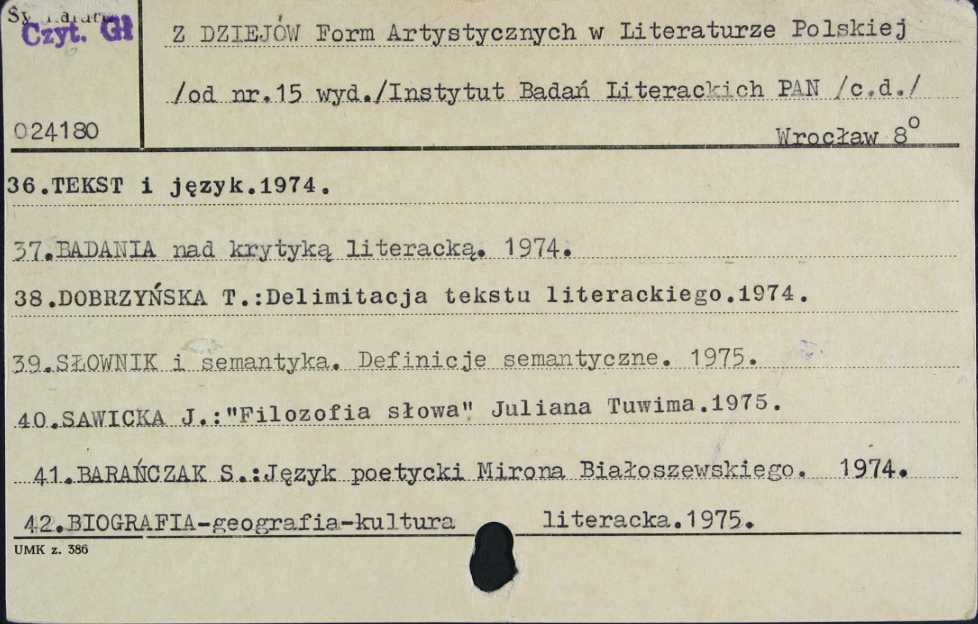 Czyt. Gł
Z DZIEJÓW Form Artystycznych w Literaturze Polskiej
/od nr.15 wyd./Instytut Badań Literackich PAN /c.d./
024180
Wrocław 8°
36.TEKST i język.1974.
37.BADANIA nad krytyką literacką. 1974.
38.DOBRZYŃSKA T.:Delimitacja tekstu literackiego.1974.
39.SŁOWNIK i semantyka. Definicje semantyczne. 1975.
40.SAWICKA J.:"Filozofia słowa" Juliana Tuwima.1975.
41.BARAŃCZAK S.:Język poetycki Mirona Białoszewskiego. 1974.
42.BIOGRAFIA-geografia-kultura literacka.1975.
UMK z. 386